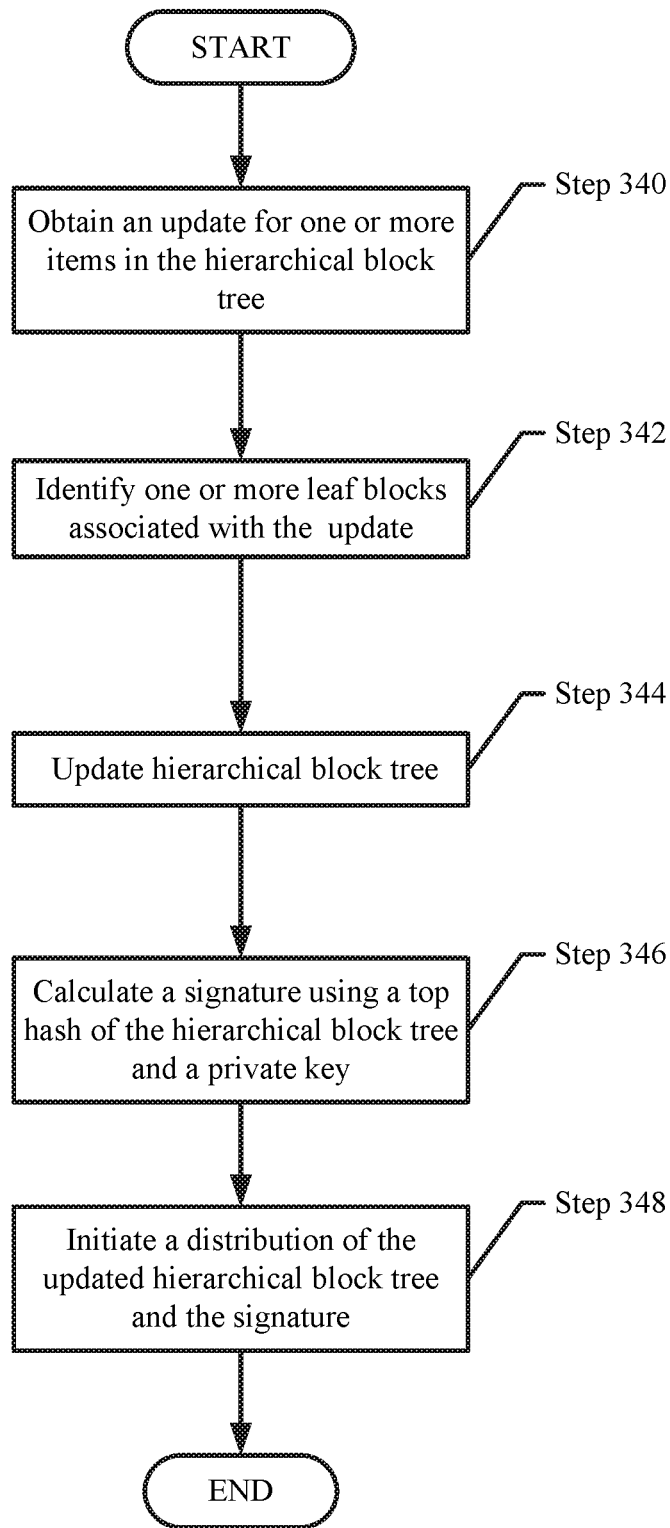 START
Step 340
Obtain an update for one or more
items in the hierarchical block
tree
Step 342
Identify one or more leaf blocks
associated with the update
Step 344
Update hierarchical block tree
Step 346
Calculate a signature using a top
hash of the hierarchical block tree
and a private key
Step 348
Initiate a distribution of the
updated hierarchical block tree
and the signature
END